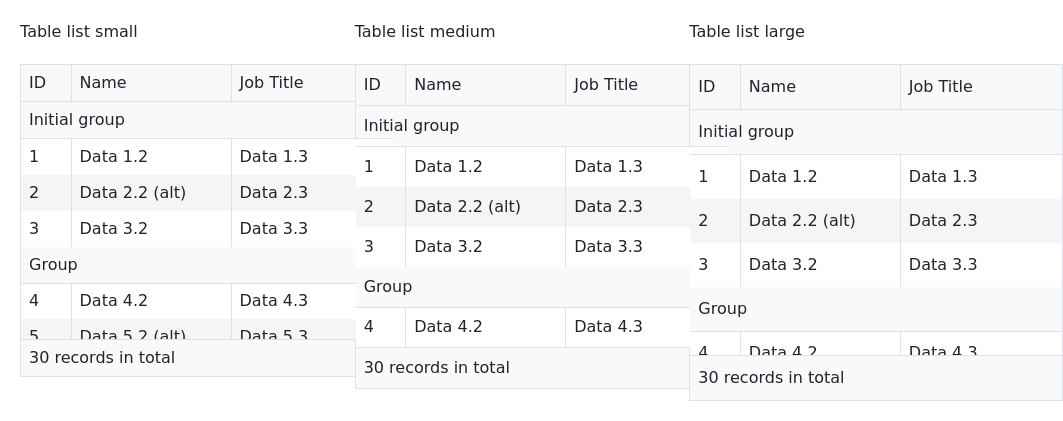 Table list small
ID Name Job Title
Initial group
1 Data 1.2 Data 1.3
2 Data 2.2 (alt) Data 2.3
3 Data 3.2 Data 3.3
Group
4 Data 4.2 Data 4.3
5 Data 5.2 (alt) Data 5.3
30 records in total
Table list medium
ID Name Job Title
Initial group
1 Data 1.2 Data 1.3
2 Data 2.2 (alt) Data 2.3
3 Data 3.2 Data 3.3
Group
4 Data 4.2 Data 4.3
30 records in total
Table list large
ID Name Job Title
Initial group
1 Data 1.2 Data 1.3
2 Data 2.2 (alt) Data 2.3
3 Data 3.2 Data 3.3
Group
4 Data 4.2 Data 4.3
30 records in total